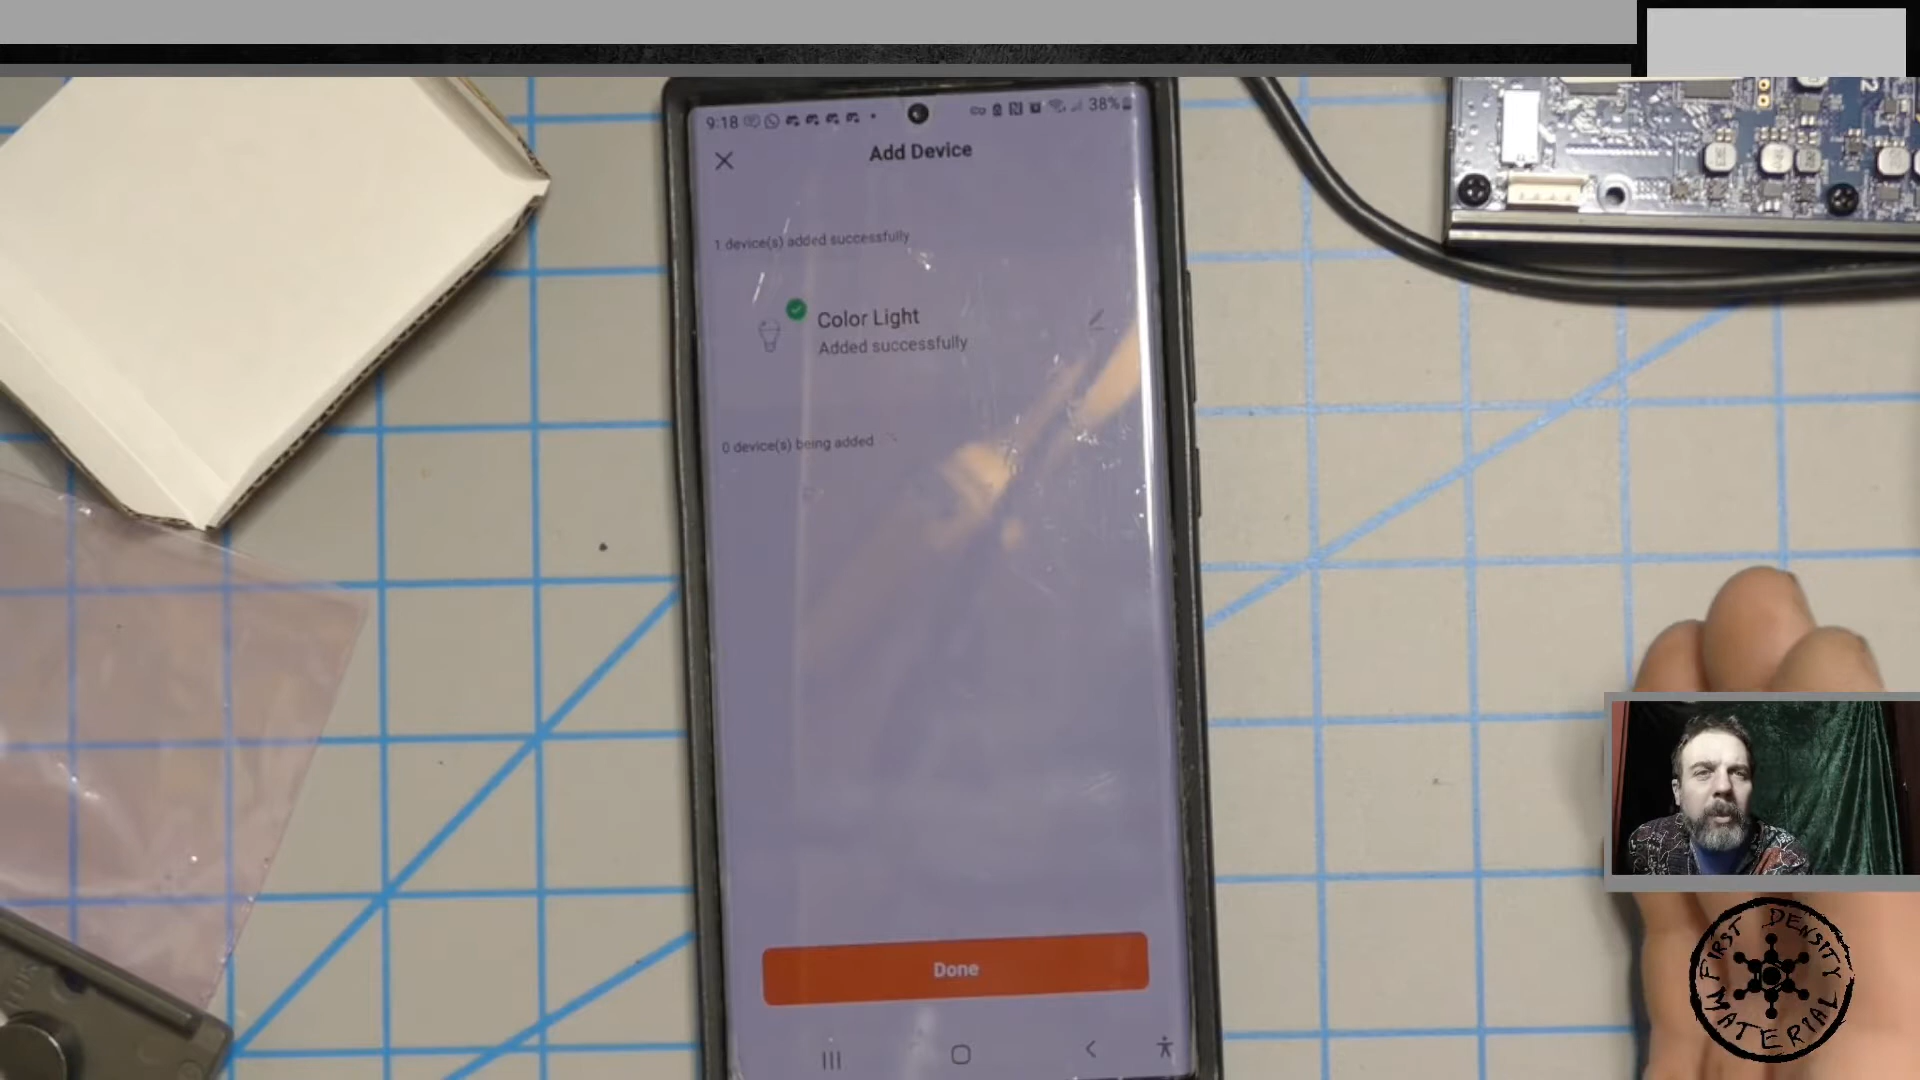 9:18
38%
Add Device
1 device(s) added successfully
Color Light
Added successfully
0 device(s) being added
Done
FIRST DENSITY
MATERIAL
2